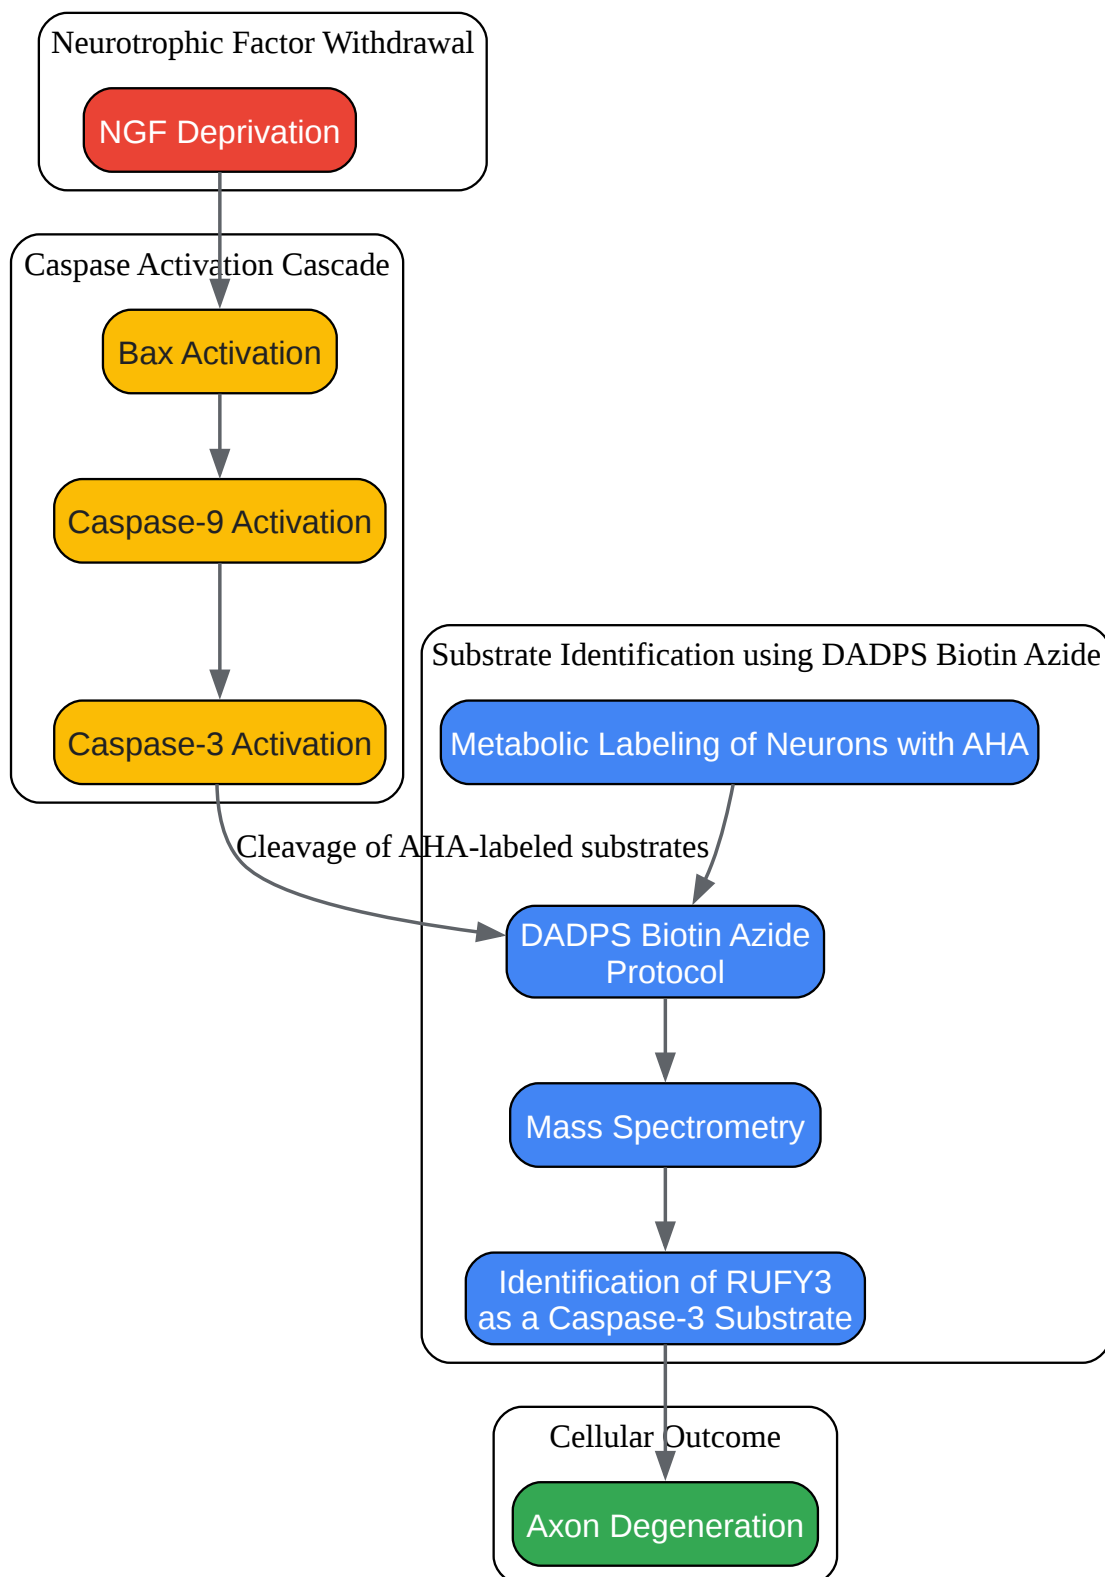 Neurotrophic Factor Withdrawal
NGF Deprivation
Caspase Activation Cascade
Bax Activation
Caspase-9 Activation
Caspase-3 Activation
Substrate Identification using DADPS Biotin Azide
Metabolic Labeling of Neurons with AHA
Cleavage of AHA-labeled substrates
DADPS Biotin Azide
Protocol
Mass Spectrometry
Identification of RUFY3
as a Caspase-3 Substrate
Cellular Outcome
Axon Degeneration